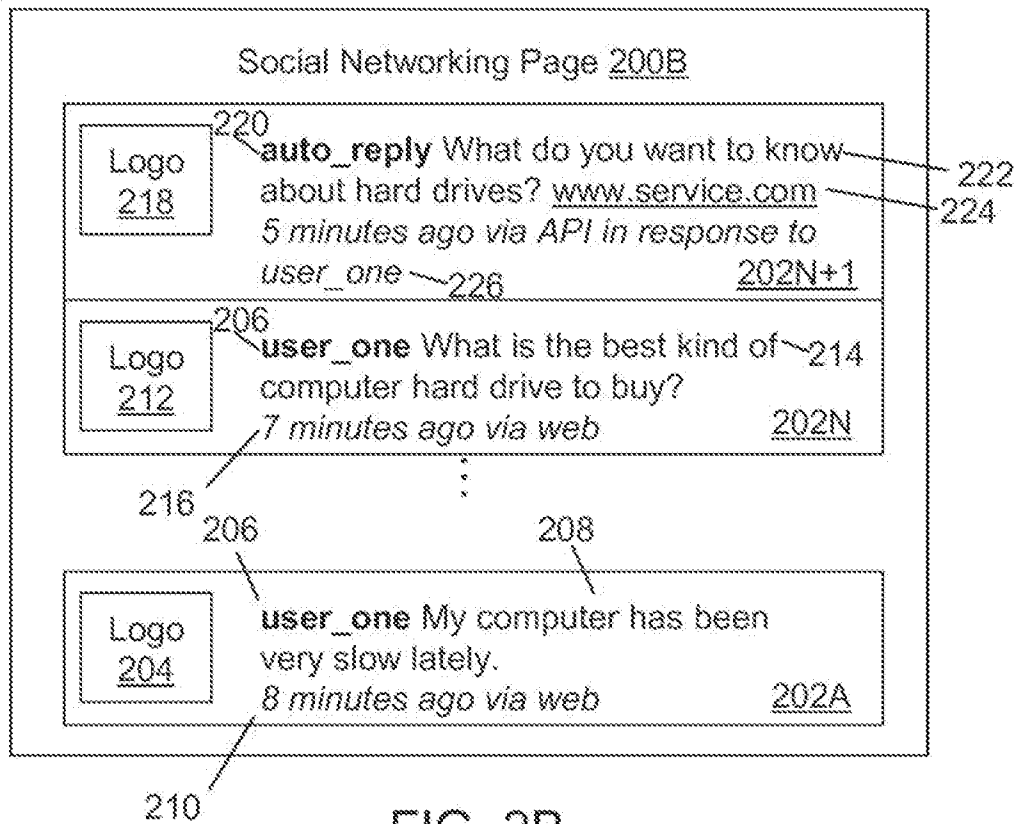 Social Networking Page 200B
220
Logo
218
auto_reply What do you want to know
about hard drives? www.service.com
5 minutes ago via API in response to
user_one
222
224
226
202N+1
206
Logo
212
user_one What is the best kind of
computer hard drive to buy?
7 minutes ago via web
214
202N
216
206
208
Logo
204
user_one My computer has been
very slow lately.
8 minutes ago via web
202A
210